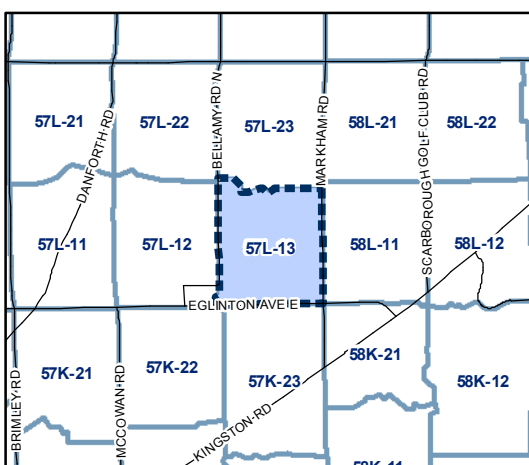 57L-21
57L-22
57L-23
58L-21
58L-22
DANFORTH RD
BELLAMY RD N
MARKHAM RD
SCARBOROUGH GOLF CLUB RD
57L-11
57L-12
57L-13
58L-11
58L-12
EGLINTON AVE E
57K-21
57K-22
57K-23
58K-21
58K-12
BRIMLEY RD
MCCOWAN RD
KINGSTON RD
58K-11